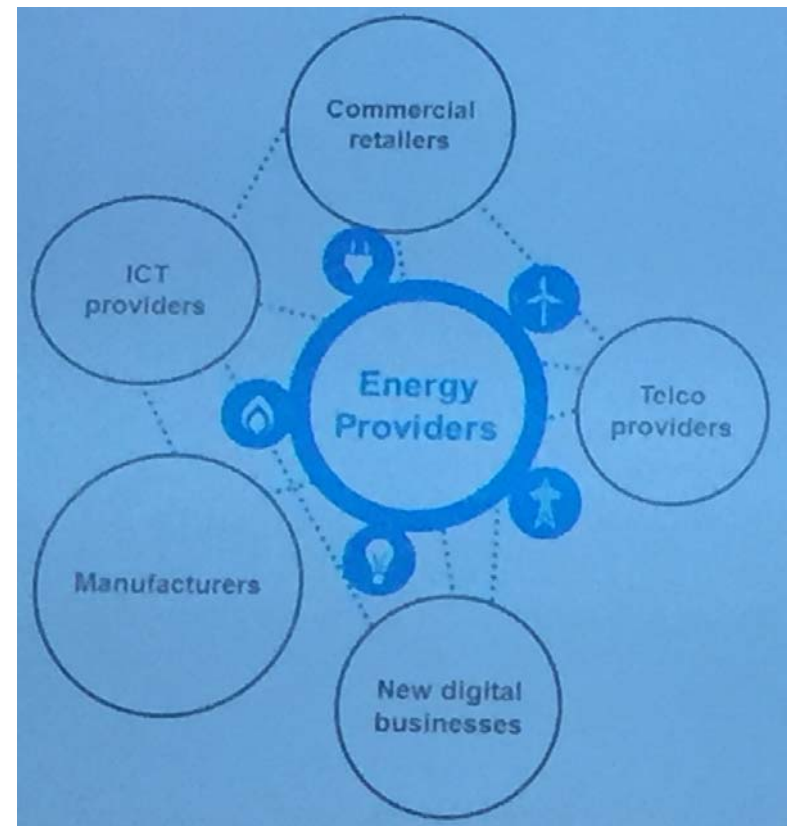 Commercial
retailers
ICT
providers
Energy
Providers
Telco
providers
Manufacturers
New digital
businesses